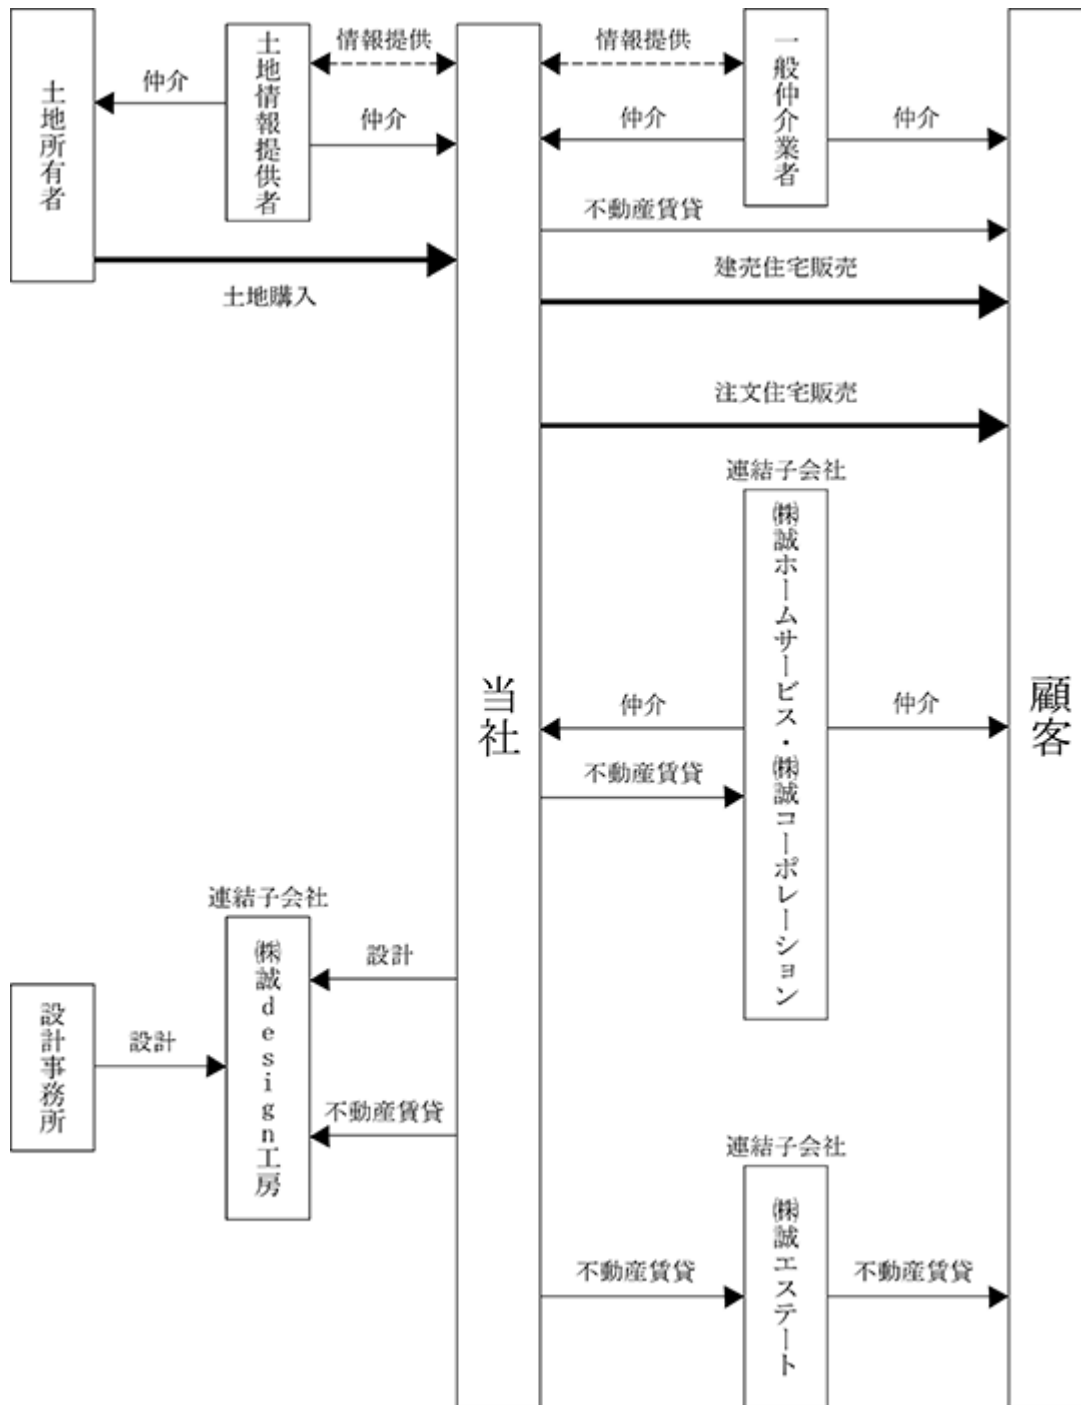 土地所有者
仲介
土地情報提供者
情報提供
仲介
土地購入
当社
情報提供
仲介
一般仲介業者
仲介
不動産賃貸
建売住宅販売
注文住宅販売
連結子会社
㈱誠ホームサービス・㈱誠コーポレーション
仲介
仲介
不動産賃貸
顧客
連結子会社
㈱誠design工房
設計
設計事務所
設計
不動産賃貸
連結子会社
㈱誠エステート
不動産賃貸
不動産賃貸